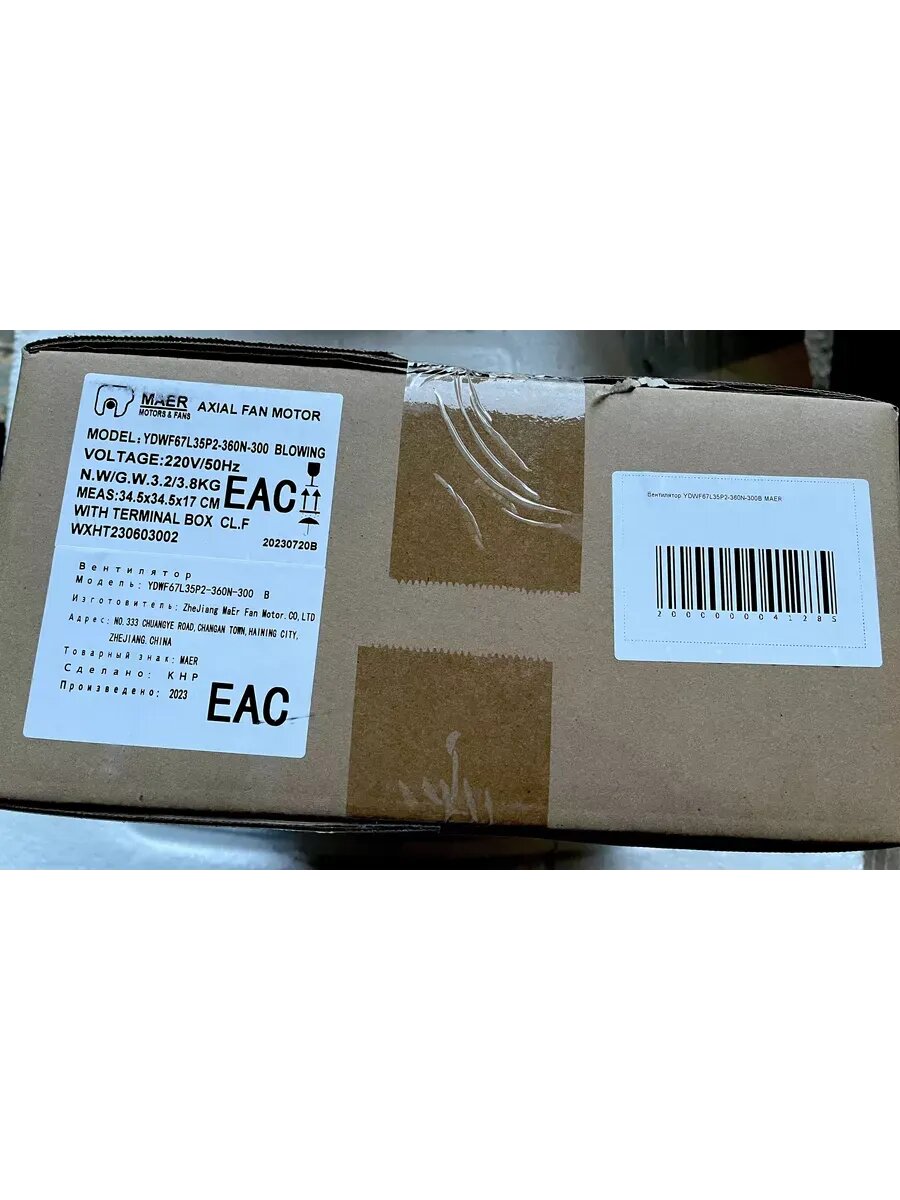 MAER
MOTORS & FANS
AXIAL FAN MOTOR
MODEL: YDWF67L35P2-360N-300 BLOWING
VOLTAGE:220V/50Hz
N.W/G.W.3.2/3.8KG
MEAS:34.5x34.5x17 CM
EAC
WITH TERMINAL BOX CL.F
WXHT230603002
20230720B
Вентилятор
Модель: YDWF67L35P2-360N-300 B
Изготовитель: ZheJiang MaEr Fan Motor.CO,LTD
Адрес: NO.333 CHUANGYE ROAD,CHANGAN TOWN,HAINING CITY,
ZHEJIANG.CHINA
Товарный знак: MAER
Сделано: КНР
Произведено: 2023
EAC
Вентилятор YDWF67L35P2-360N-300B MAER
2000000041285